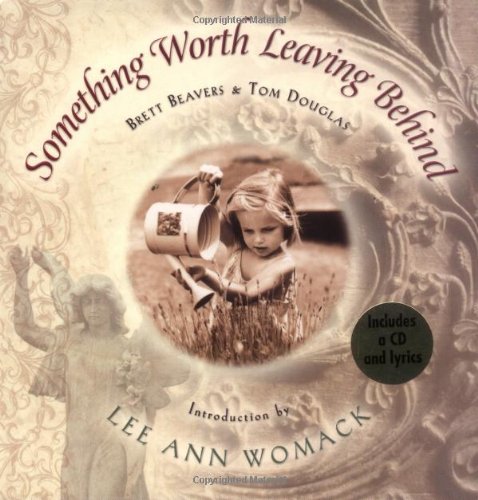 Copyrighted Material
Something Worth Leaving Behind
BRETT BEAVERS & TOM DOUGLAS
Includes
a CD
and lyrics
Introduction by
LEE ANN WOMACK
Copyrighted Material